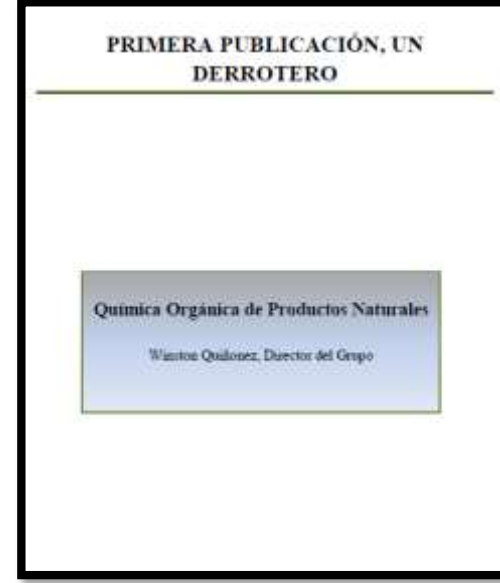 PRIMERA PUBLICACIÓN, UN
DERROTERO
Química Orgánica de Productos Naturales
Winston Quiñonez, Director del Grupo